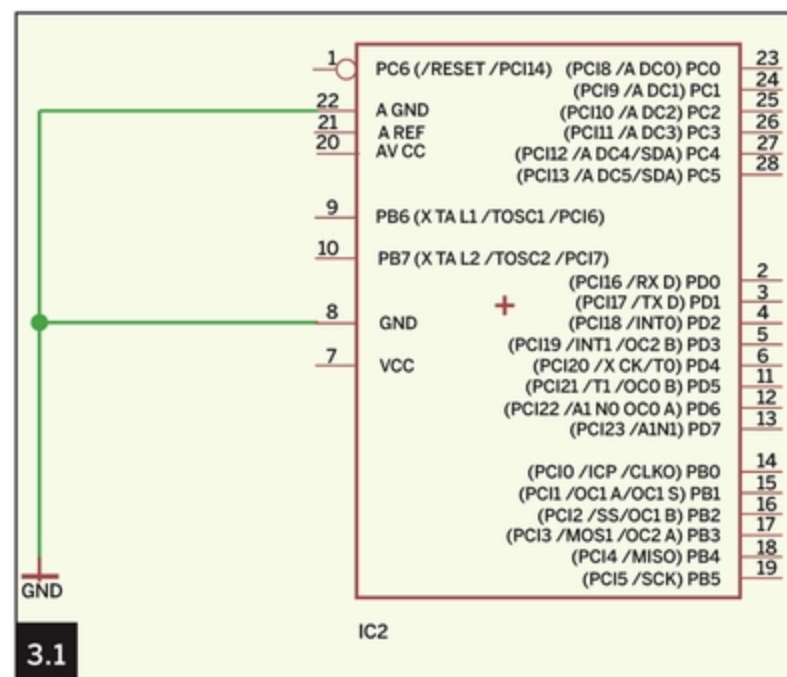 1 PC6 (/RESET /PCI14) (PCI8 /A DC0) PC0 23
(PCI9 /A DC1) PC1 24
22 A GND (PCI10 /A DC2) PC2 25
21 A REF (PCI11 /A DC3) PC3 26
20 AV CC (PCI12 /A DC4/SDA) PC4 27
(PCI13 /A DC5/SDA) PC5 28
9 PB6 (X TA L1 /TOSC1 /PCI6)
10 PB7 (X TA L2 /TOSC2 /PCI7)
(PCI16 /RX D) PD0 2
(PCI17 /TX D) PD1 3
8 GND (PCI18 /INT0) PD2 4
(PCI19 /INT1 /OC2 B) PD3 5
7 VCC (PCI20 /X CK/T0) PD4 6
(PCI21 /T1 /OC0 B) PD5 11
(PCI22 /A1 N0 OC0 A) PD6 12
(PCI23 /A1N1) PD7 13
(PCI0 /ICP /CLKO) PB0 14
(PCI1 /OC1 A/OC1 S) PB1 15
(PCI2 /SS/OC1 B) PB2 16
(PCI3 /MOS1 /OC2 A) PB3 17
(PCI4 /MISO) PB4 18
(PCI5 /SCK) PB5 19
GND
IC2
3.1